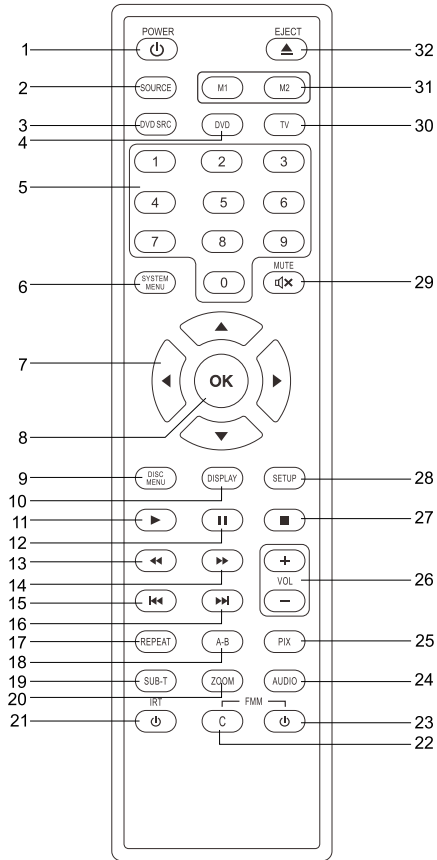 POWER EJECT
1 32
2 SOURCE M1 M2 31
3 DVD SRC DVD TV 30
4
1 2 3
5
4 5 6
7 8 9
6 SYSTEM MENU 0 MUTE 29
7
OK
8
9 DISC MENU DISPLAY SETUP 28
10
11 27
12
13 + 26
14 VOL
15 −
16
17 REPEAT A-B PIX 25
18
19 SUB-T ZOOM AUDIO 24
20
IRT FMM
21 C 23
22